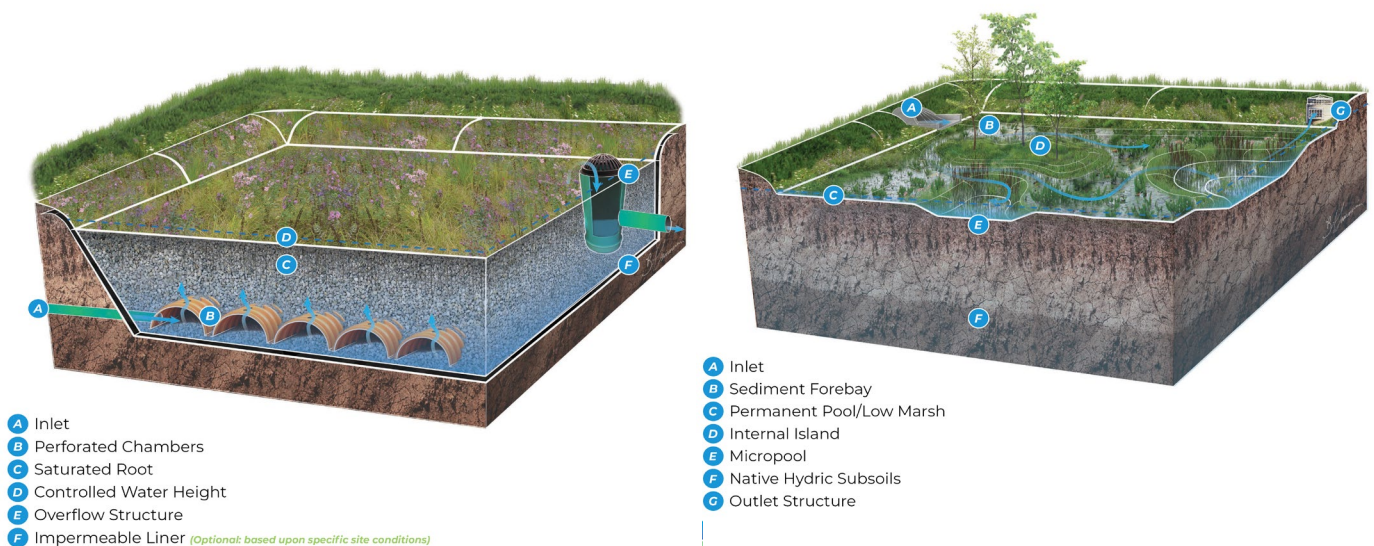 A
B
C
D
E
F
A Inlet
B Perforated Chambers
C Saturated Root
D Controlled Water Height
E Overflow Structure
F Impermeable Liner (Optional: based upon specific site conditions)
A
B
C
D
E
F
G
A Inlet
B Sediment Forebay
C Permanent Pool/Low Marsh
D Internal Island
E Micropool
F Native Hydric Subsoils
G Outlet Structure